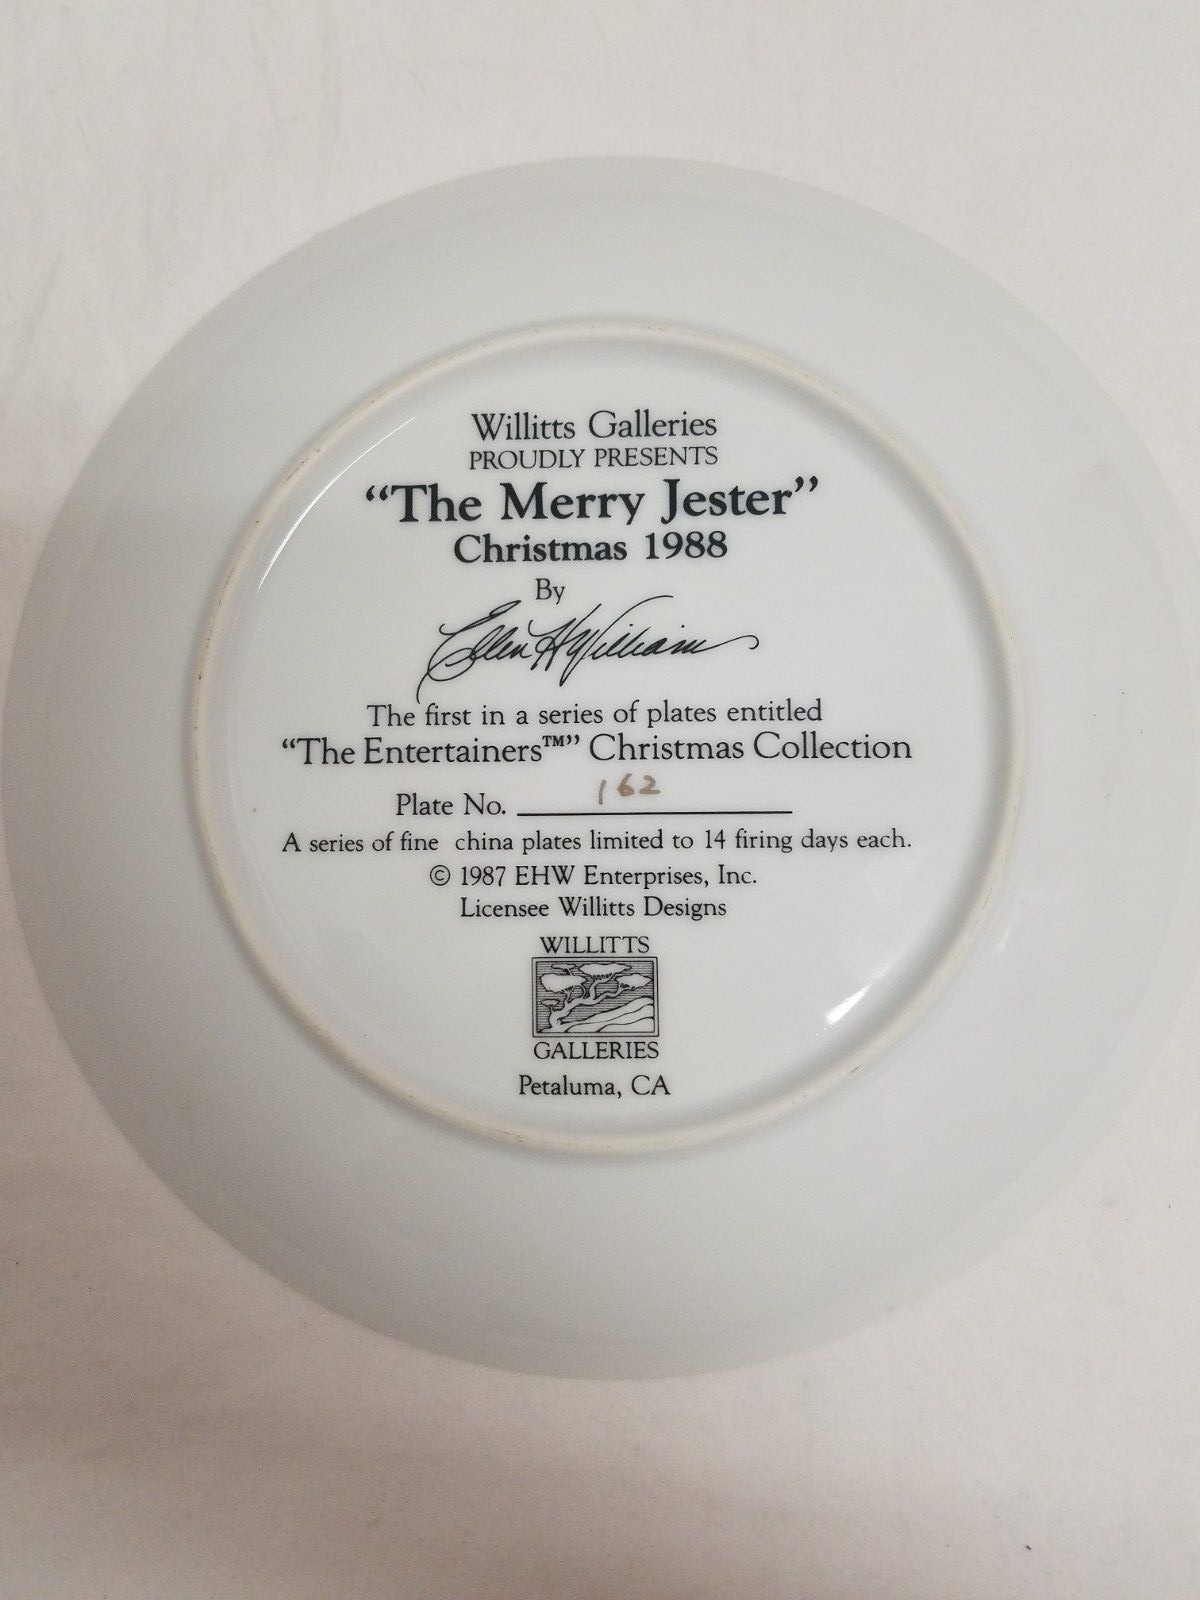 Willitts Galleries
PROUDLY PRESENTS
“The Merry Jester”
Christmas 1988
By
Ellen H Williams
The first in a series of plates entitled
“The Entertainers™” Christmas Collection
Plate No. 162
A series of fine china plates limited to 14 firing days each.
© 1987 EHW Enterprises, Inc.
Licensee Willitts Designs
WILLITTS
GALLERIES
Petaluma, CA